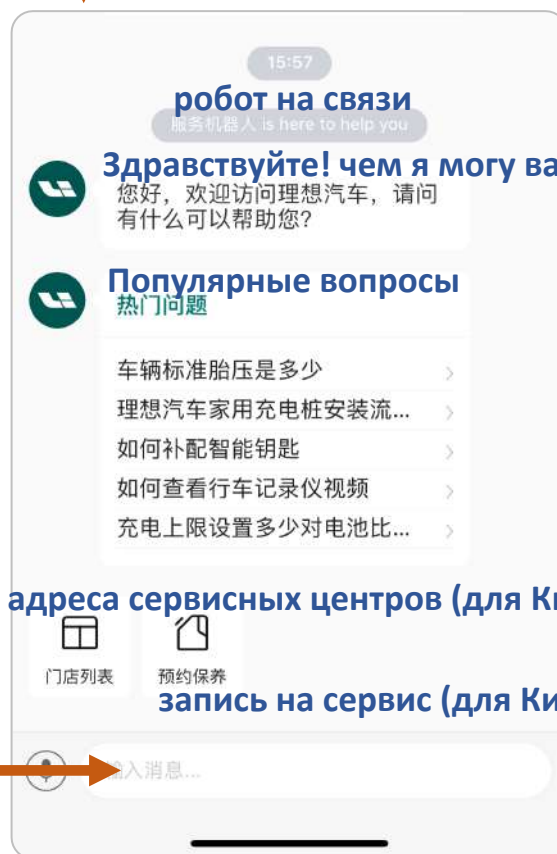 15:57
робот на связи
服务机器人 is here to help you
Здравствуйте! чем я могу ва
您好，欢迎访问理想汽车，请问
有什么可以帮助您？
Популярные вопросы
热门问题
车辆标准胎压是多少
理想汽车家用充电桩安装流...
如何补配智能钥匙
如何查看行车记录仪视频
充电上限设置多少对电池比...
адреса сервисных центров (для Ки
门店列表
预约保养
запись на сервис (для Ки
输入消息...